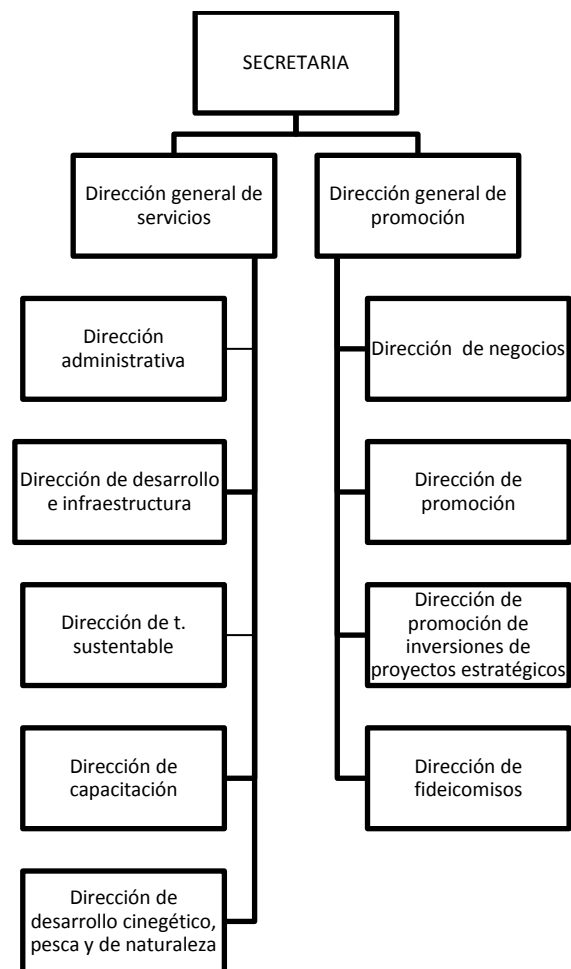 SECRETARIA
Dirección general de
servicios
Dirección general de
promoción
Dirección
administrativa
Dirección de negocios
Dirección de desarrollo
e infraestructura
Dirección de
promoción
Dirección de t.
sustentable
Dirección de
promoción de
inversiones de
proyectos estratégicos
Dirección de
capacitación
Dirección de
fideicomisos
Dirección de
desarrollo cinegético,
pesca y de naturaleza